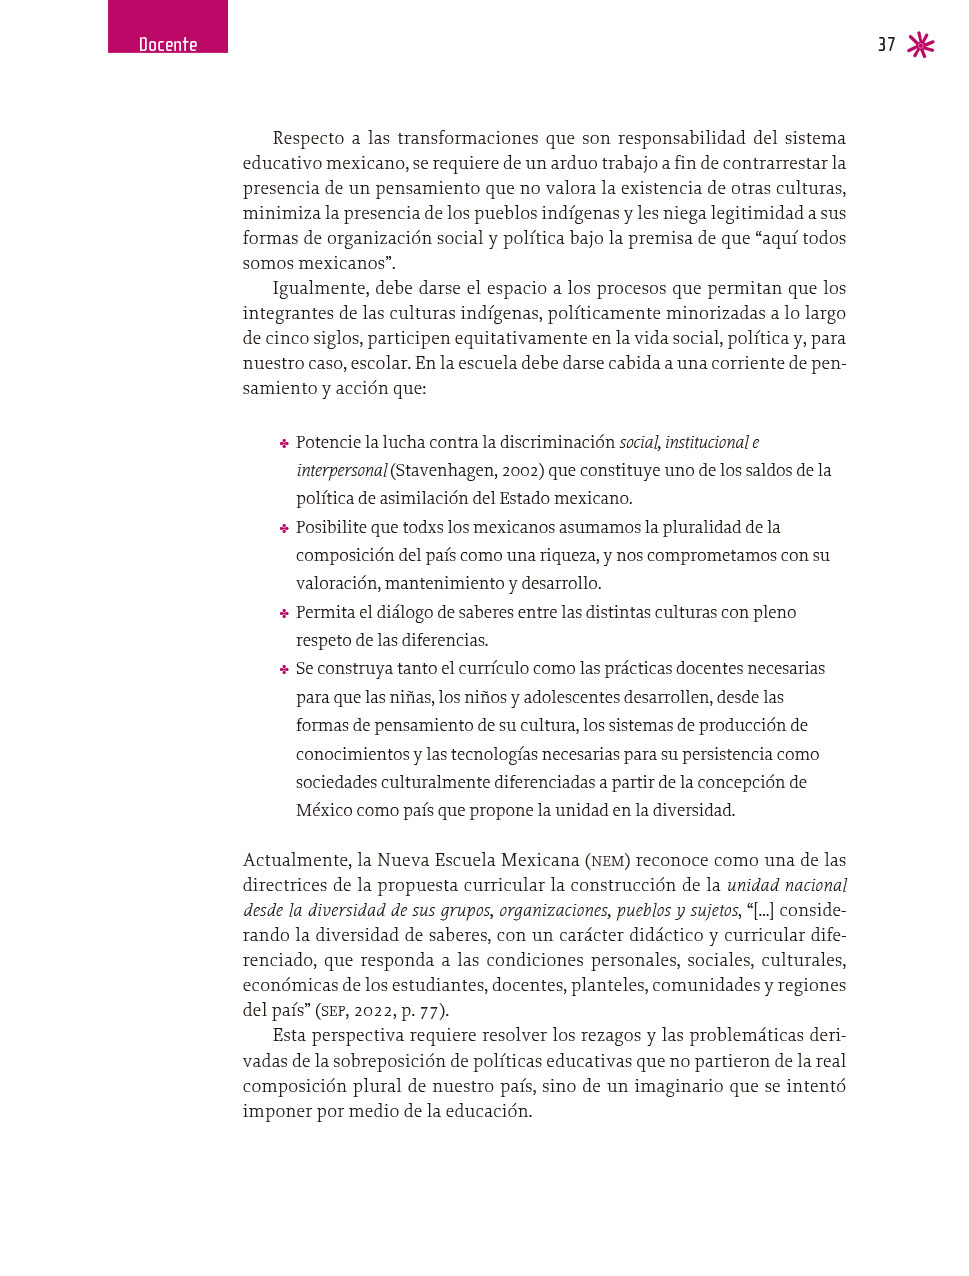 Docente
37
Respecto a las transformaciones que son responsabilidad del sistema
educativo mexicano, se requiere de un arduo trabajo a fin de contrarrestar la
presencia de un pensamiento que no valora la existencia de otras culturas,
minimiza la presencia de los pueblos indígenas y les niega legitimidad a sus
formas de organización social y política bajo la premisa de que “aquí todos
somos mexicanos”.
Igualmente, debe darse el espacio a los procesos que permitan que los
integrantes de las culturas indígenas, políticamente minorizadas a lo largo
de cinco siglos, participen equitativamente en la vida social, política y, para
nuestro caso, escolar. En la escuela debe darse cabida a una corriente de pen-
samiento y acción que:
✤ Potencie la lucha contra la discriminación social, institucional e
interpersonal (Stavenhagen, 2002) que constituye uno de los saldos de la
política de asimilación del Estado mexicano.
✤ Posibilite que todxs los mexicanos asumamos la pluralidad de la
composición del país como una riqueza, y nos comprometamos con su
valoración, mantenimiento y desarrollo.
✤ Permita el diálogo de saberes entre las distintas culturas con pleno
respeto de las diferencias.
✤ Se construya tanto el currículo como las prácticas docentes necesarias
para que las niñas, los niños y adolescentes desarrollen, desde las
formas de pensamiento de su cultura, los sistemas de producción de
conocimientos y las tecnologías necesarias para su persistencia como
sociedades culturalmente diferenciadas a partir de la concepción de
México como país que propone la unidad en la diversidad.
Actualmente, la Nueva Escuela Mexicana (NEM) reconoce como una de las
directrices de la propuesta curricular la construcción de la unidad nacional
desde la diversidad de sus grupos, organizaciones, pueblos y sujetos, “[...] conside-
rando la diversidad de saberes, con un carácter didáctico y curricular dife-
renciado, que responda a las condiciones personales, sociales, culturales,
económicas de los estudiantes, docentes, planteles, comunidades y regiones
del país” (SEP, 2022, p. 77).
Esta perspectiva requiere resolver los rezagos y las problemáticas deri-
vadas de la sobreposición de políticas educativas que no partieron de la real
composición plural de nuestro país, sino de un imaginario que se intentó
imponer por medio de la educación.